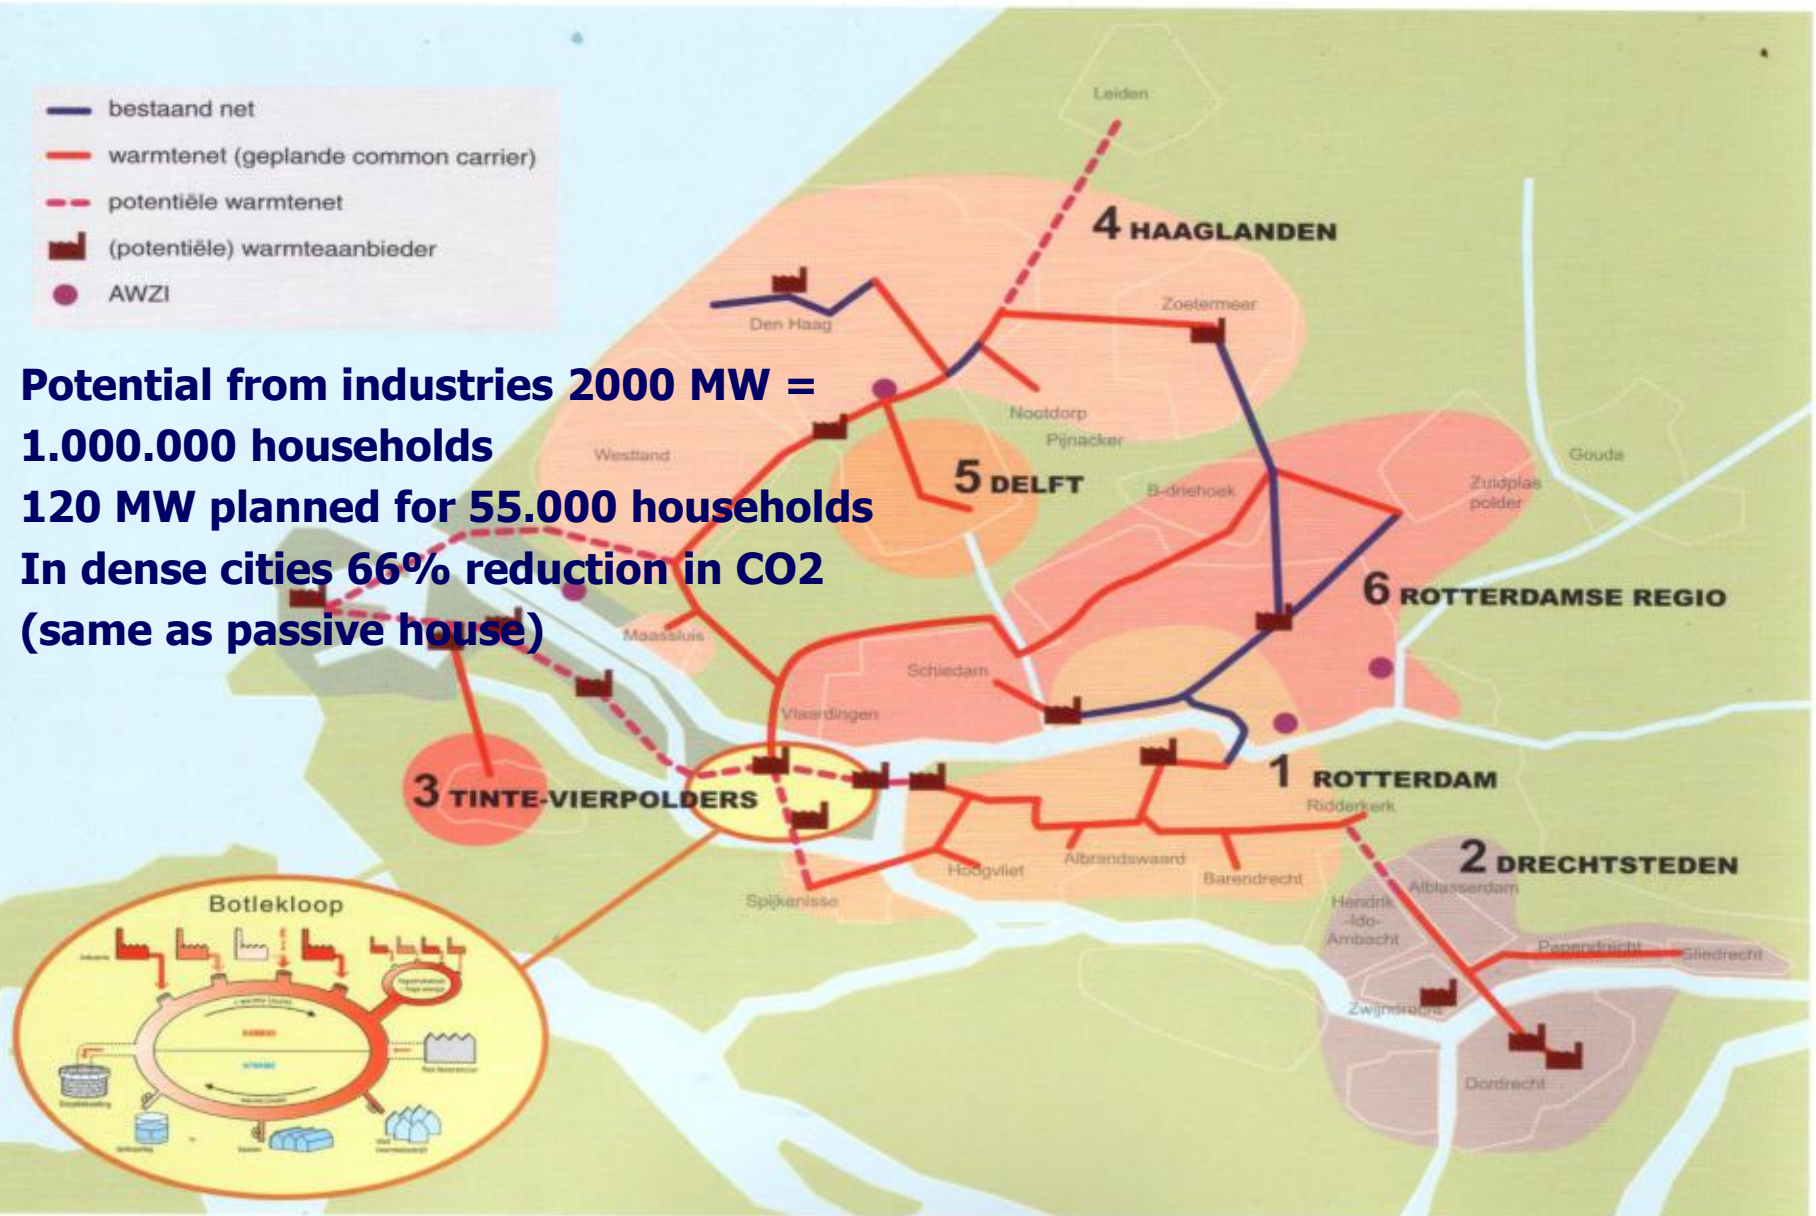 bestaand net
warmtenet (geplande common carrier)
potentiële warmtenet
(potentiële) warmteaanbieder
AWZI
Potential from industries 2000 MW =
1.000.000 households
120 MW planned for 55.000 households
In dense cities 66% reduction in CO2
(same as passive house)
Leiden
4 HAAGLANDEN
Zoetermeer
Den Haag
Nootdorp
Pijnacker
Westland
5 DELFT
B-driehoek
Zuidplas
polder
Gouda
6 ROTTERDAMSE REGIO
Maassluis
Schiedam
Vlaardingen
3 TINTE-VIERPOLDERS
1 ROTTERDAM
Ridderkerk
2 DRECHTSTEDEN
Albrandswaard
Hoogvliet
Barendrecht
Spijkenisse
Alblasserdam
Hendrik
-Ido-
Ambacht
Papendrecht
Sliedrecht
Zwijndrecht
Dordrecht
Botlekloop